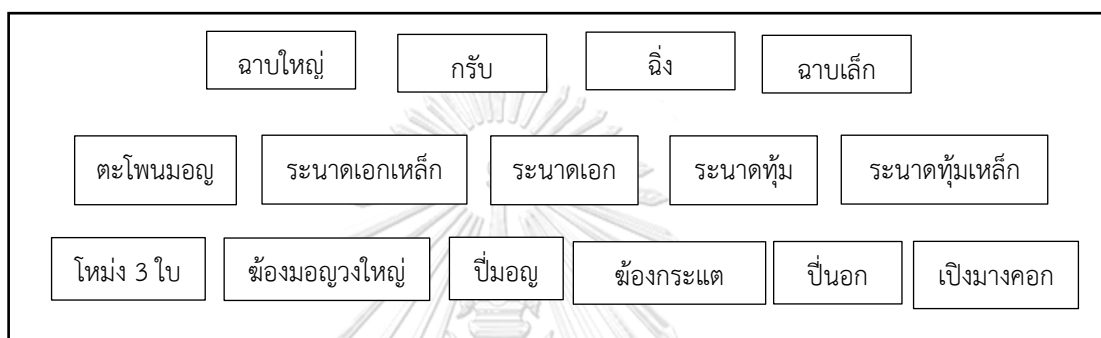 ฉาบใหญ่ กรับ ฉิ่ง ฉาบเล็ก
ตะโพนมอญ ระนาดเอกเหล็ก ระนาดเอก ระนาดทุ้ม ระนาดทุ้มเหล็ก
โหม่ง 3 ใบ ฆ้องมอญวงใหญ่ ปี่มอญ ฆ้องกระแต ปี่นอก เปิงมางคอก